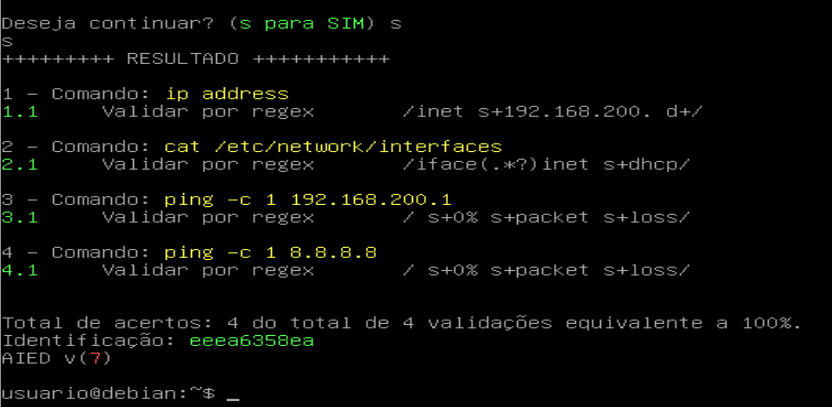 Deseja continuar? (s para SIM) s
s
+++++++++ RESULTADO +++++++++++
1 - Comando: ip address
1.1 Validar por regex /inet s+192.168.200. d+/
2 - Comando: cat /etc/network/interfaces
2.1 Validar por regex /iface(.*?)inet s+dhcp/
3 - Comando: ping -c 1 192.168.200.1
3.1 Validar por regex / s+0% s+packet s+loss/
4 - Comando: ping -c 1 8.8.8.8
4.1 Validar por regex / s+0% s+packet s+loss/
Total de acertos: 4 do total de 4 validações equivalente a 100%.
Identificação: eeea6358ea
AIED v(7)
usuario@debian:~$ _